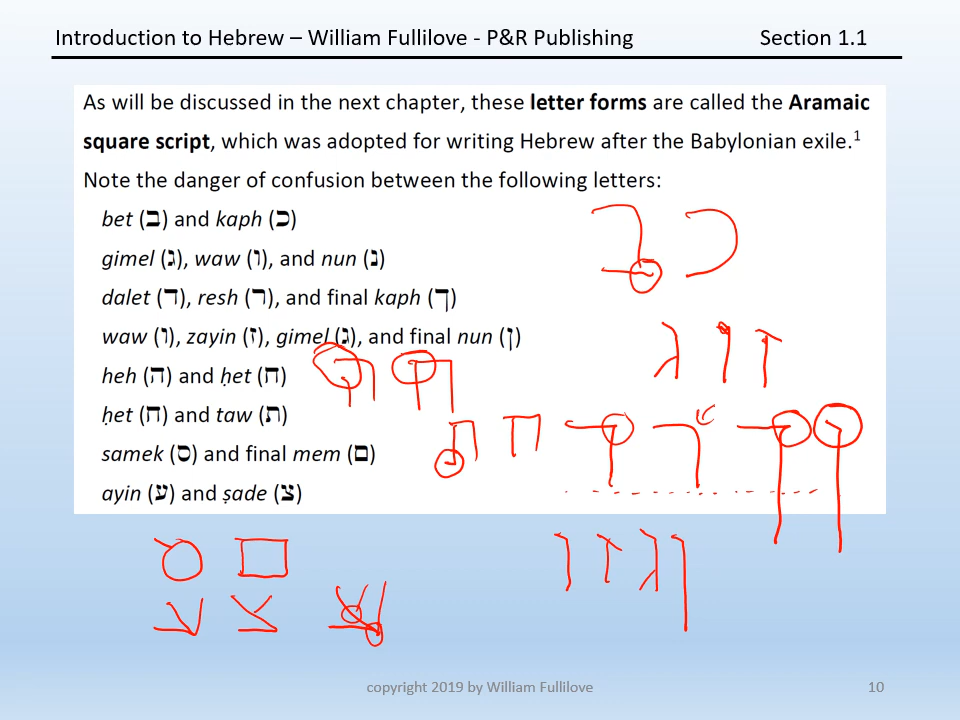 Introduction to Hebrew – William Fullilove - P&R Publishing Section 1.1
As will be discussed in the next chapter, these letter forms are called the Aramaic
square script, which was adopted for writing Hebrew after the Babylonian exile.1
Note the danger of confusion between the following letters:
bet (ב) and kaph (כ)
gimel (ג), waw (ו), and nun (נ)
dalet (ד), resh (ר), and final kaph (ך)
waw (ו), zayin (ז), gimel (ג), and final nun (ן)
heh (ה) and ḥet (ח)
ḥet (ח) and taw (ת)
samek (ס) and final mem (ם)
ayin (ע) and ṣade (צ)
copyright 2019 by William Fullilove 10